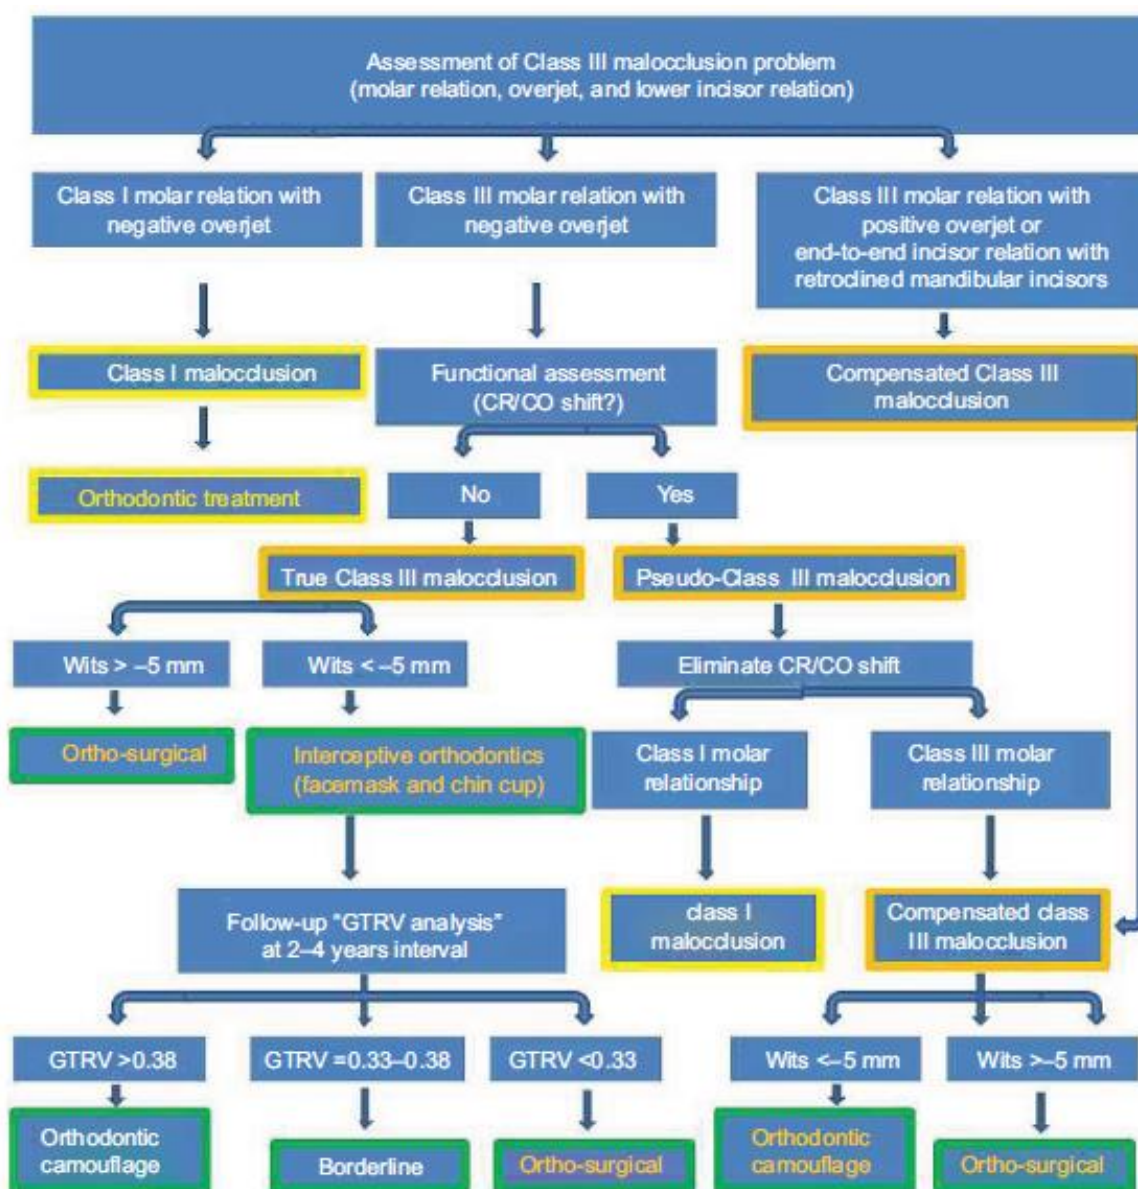 Assessment of Class III malocclusion problem
(molar relation, overjet, and lower incisor relation)
Class I molar relation with
negative overjet
Class III molar relation with
negative overjet
Class III molar relation with
positive overjet or
end-to-end incisor relation with
retroclined mandibular incisors
Class I malocclusion
Functional assessment
(CR/CO shift?)
Compensated Class III
malocclusion
Orthodontic treatment
No
Yes
True Class III malocclusion
Pseudo-Class III malocclusion
Wits > –5 mm
Wits < –5 mm
Eliminate CR/CO shift
Ortho-surgical
Interceptive orthodontics
(facemask and chin cup)
Class I molar
relationship
Class III molar
relationship
Follow-up "GTRV analysis"
at 2–4 years interval
class I
malocclusion
Compensated class
III malocclusion
GTRV >0.38
GTRV =0.33–0.38
GTRV <0.33
Wits <–5 mm
Wits >–5 mm
Orthodontic
camouflage
Borderline
Ortho-surgical
Orthodontic
camouflage
Ortho-surgical